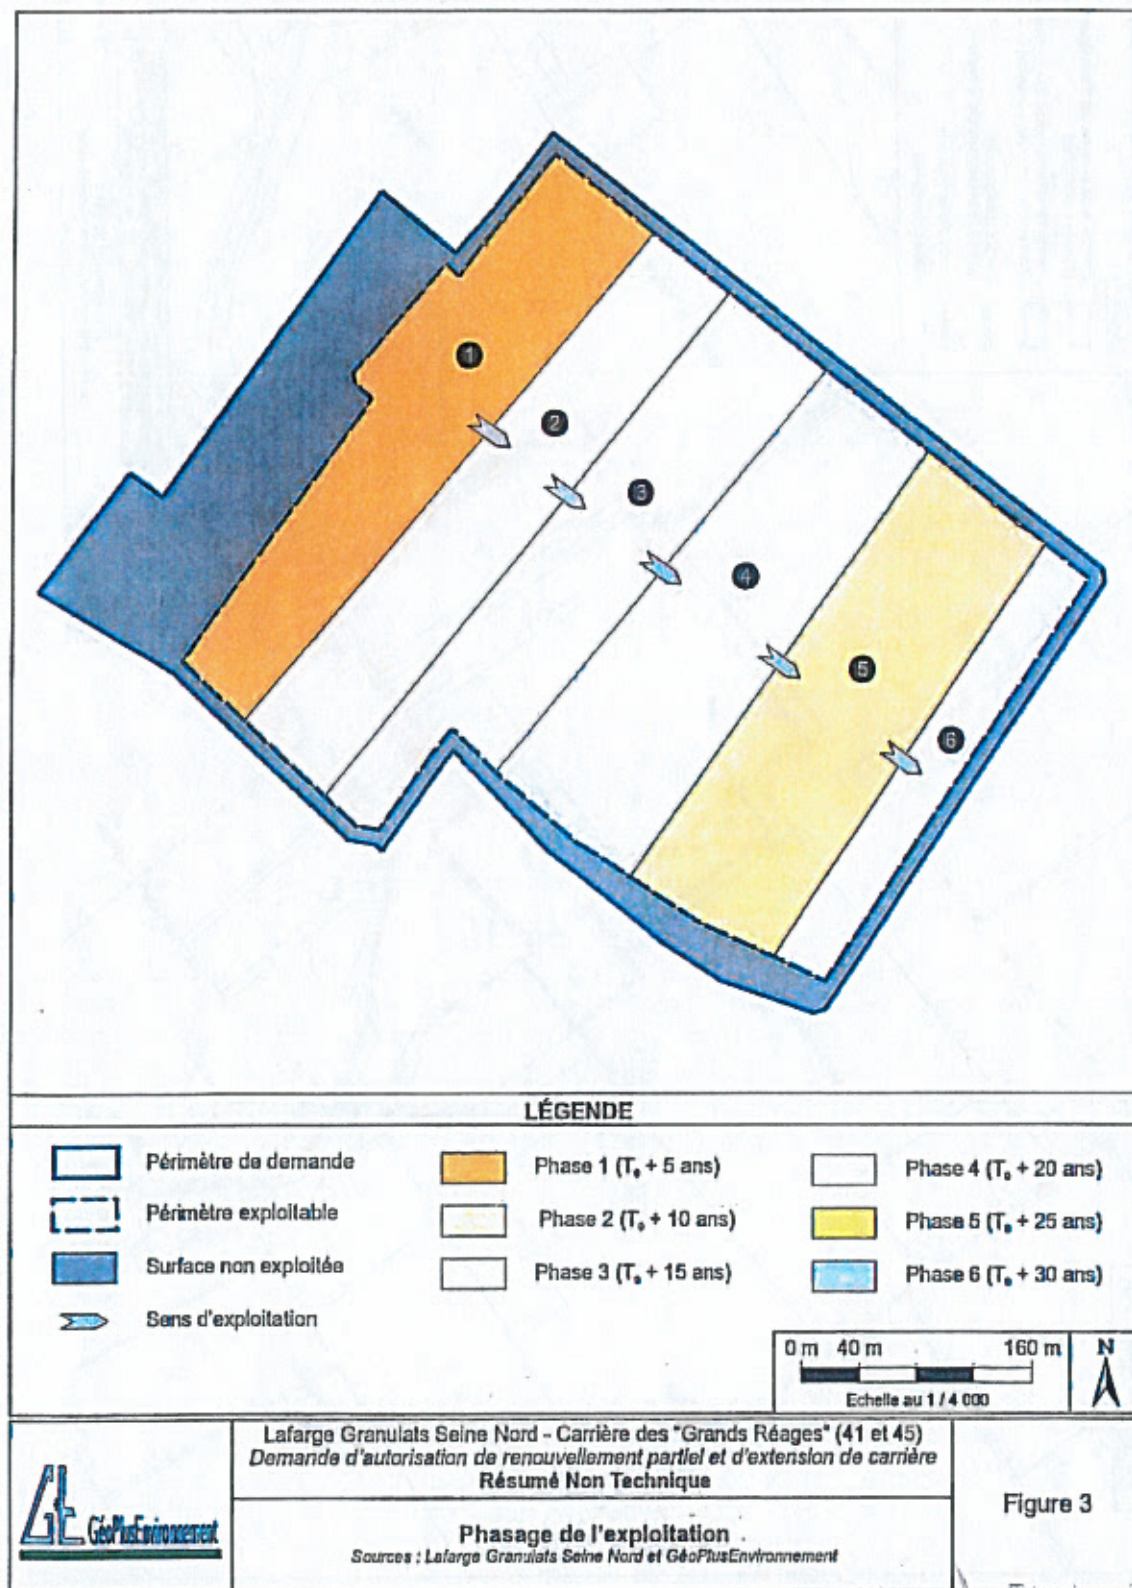 1
2
3
4
5
6
LÉGENDE
Périmètre de demande
Périmètre exploitable
Surface non exploitée
Sens d'exploitation
Phase 1 (T₀ + 5 ans)
Phase 2 (T₀ + 10 ans)
Phase 3 (T₀ + 15 ans)
Phase 4 (T₀ + 20 ans)
Phase 5 (T₀ + 25 ans)
Phase 6 (T₀ + 30 ans)
0 m 40 m 160 m
Echelle au 1 / 4 000
N
GéoPlusEnvironnement
Lafarge Granulats Seine Nord - Carrière des "Grands Réages" (41 et 45)
Demande d'autorisation de renouvellement partiel et d'extension de carrière
Résumé Non Technique
Phasage de l'exploitation
Sources : Lafarge Granulats Seine Nord et GéoPlusEnvironnement
Figure 3